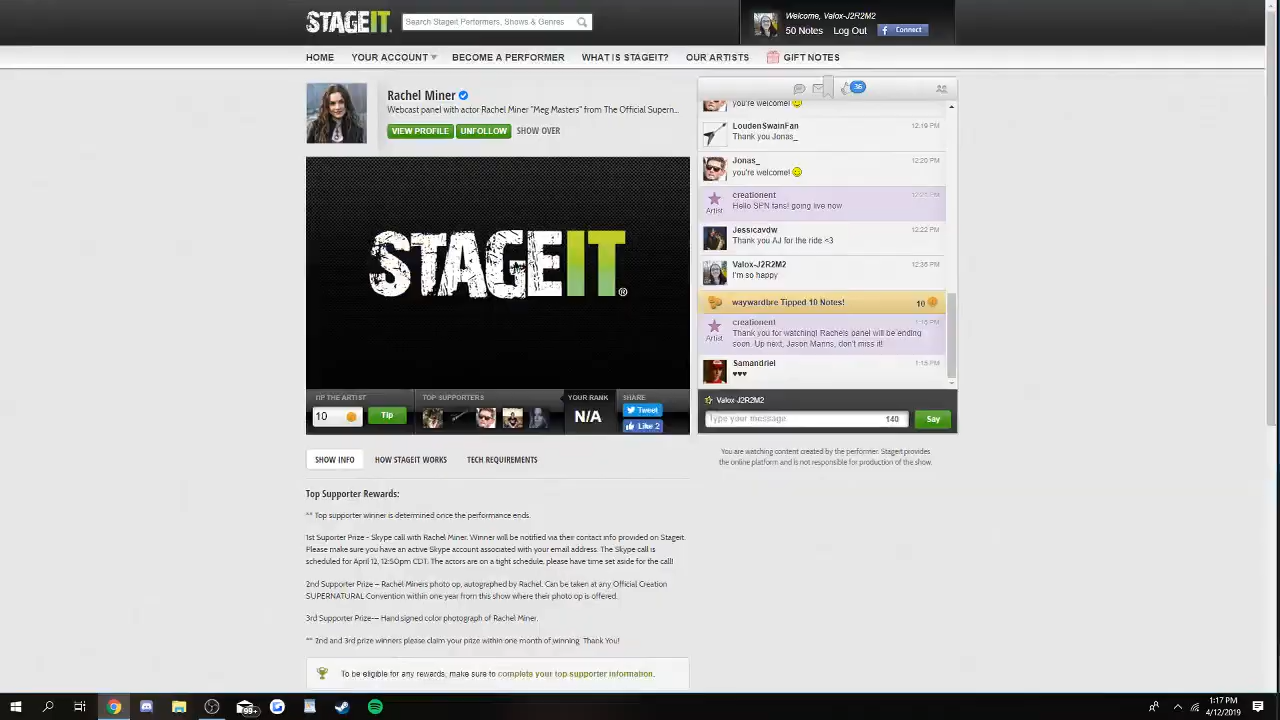 STAGEIT.
Search Stageit Performers, Shows & Genres
Welcome, Valox-J2R2M2
50 Notes Log Out Connect
HOME YOUR ACCOUNT BECOME A PERFORMER WHAT IS STAGEIT? OUR ARTISTS GIFT NOTES
Rachel Miner
Webcast panel with actor Rachel Miner "Meg Masters" from The Official Supern...
VIEW PROFILE UNFOLLOW SHOW OVER
STAGEIT®
TIP THE ARTIST TOP SUPPORTERS YOUR RANK SHARE
10 Tip N/A Tweet
Like 2
36
you're welcome!
LoudenSwainFan 12:19 PM
Thank you Jonas_
Jonas_ 12:20 PM
you're welcome!
creationent 12:21 PM
Artist Hello SPN fans! going live now
Jessicavdw 12:22 PM
Thank you AJ for the ride <3
Valox-J2R2M2 12:36 PM
I'm so happy
waywardbre Tipped 10 Notes! 10
creationent 1:15 PM
Thank you for watching! Rachels panel will be ending
Artist soon. Up next, Jason Manns, don't miss it!
Samandriel 1:15 PM
♥♥♥
Valox-J2R2M2
Type your message 140 Say
You are watching content created by the performer. Stageit provides
the online platform and is not responsible for production of the show.
SHOW INFO HOW STAGEIT WORKS TECH REQUIREMENTS
Top Supporter Rewards:
** Top supporter winner is determined once the performance ends.
1st Suporter Prize - Skype call with Rachel Miner. Winner will be notified via their contact info provided on Stageit.
Please make sure you have an active Skype account associated with your email address. The Skype call is
scheduled for April 12, 12:50pm CDT. The actors are on a tight schedule, please have time set aside for the call!
2nd Supporter Prize – Rachel Miners photo op, autographed by Rachel. Can be taken at any Official Creation
SUPERNATURAL Convention within one year from this show where their photo op is offered.
3rd Supporter Prize-– Hand signed color photograph of Rachel Miner.
** 2nd and 3rd prize winners please claim your prize within one month of winning. Thank You!
To be eligible for any rewards, make sure to complete your top supporter information.
99+
1:17 PM
4/12/2019